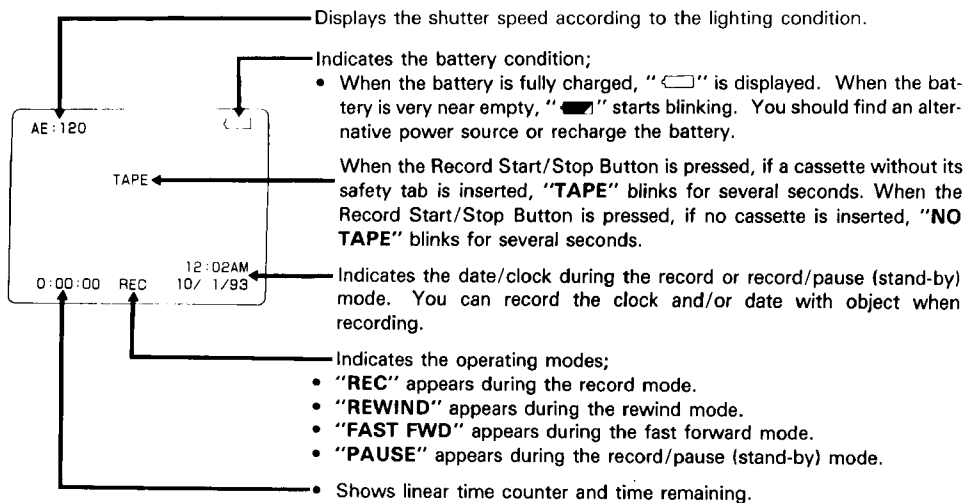 Displays the shutter speed according to the lighting condition.
Indicates the battery condition;
• When the battery is fully charged, " " is displayed. When the bat-
tery is very near empty, " " starts blinking. You should find an alter-
native power source or recharge the battery.
AE:120
TAPE
When the Record Start/Stop Button is pressed, if a cassette without its
safety tab is inserted, "TAPE" blinks for several seconds. When the
Record Start/Stop Button is pressed, if no cassette is inserted, "NO
TAPE" blinks for several seconds.
12:02AM
0:00:00 REC 10/ 1/93
Indicates the date/clock during the record or record/pause (stand-by)
mode. You can record the clock and/or date with object when
recording.
Indicates the operating modes;
• "REC" appears during the record mode.
• "REWIND" appears during the rewind mode.
• "FAST FWD" appears during the fast forward mode.
• "PAUSE" appears during the record/pause (stand-by) mode.
• Shows linear time counter and time remaining.